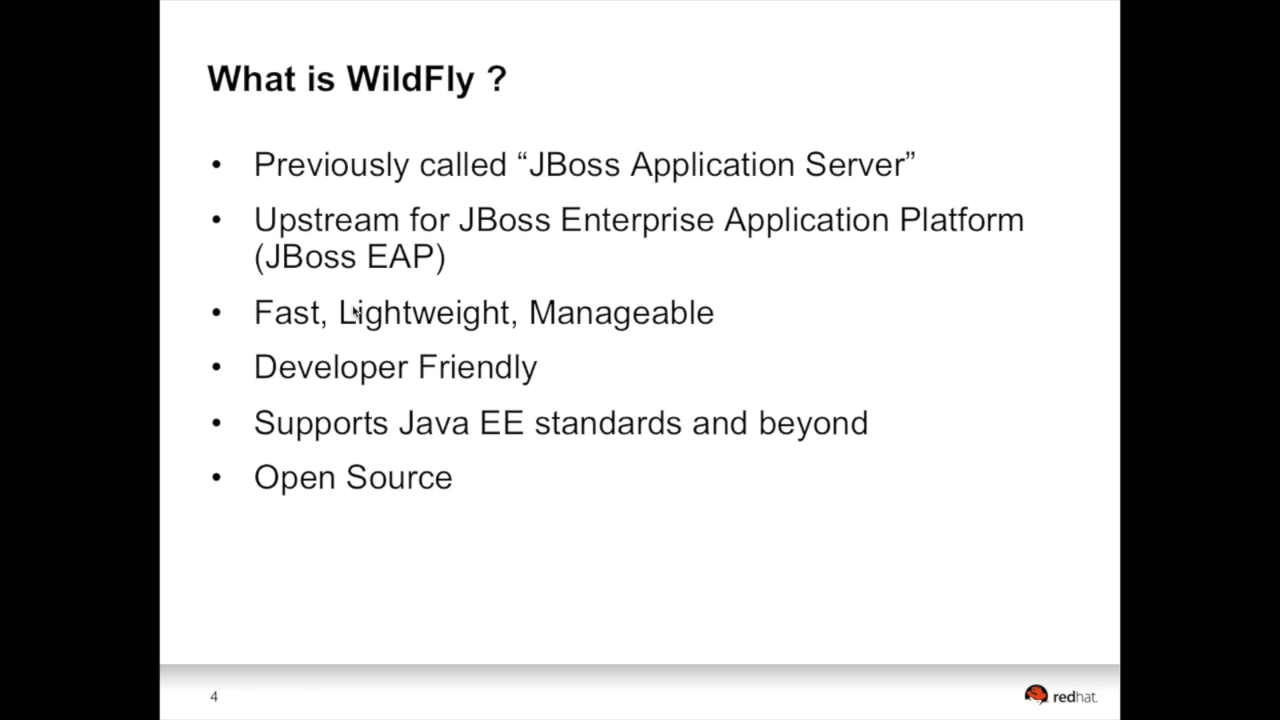 What is WildFly ?
• Previously called “JBoss Application Server”
• Upstream for JBoss Enterprise Application Platform
(JBoss EAP)
• Fast, Lightweight, Manageable
• Developer Friendly
• Supports Java EE standards and beyond
• Open Source
4
redhat.